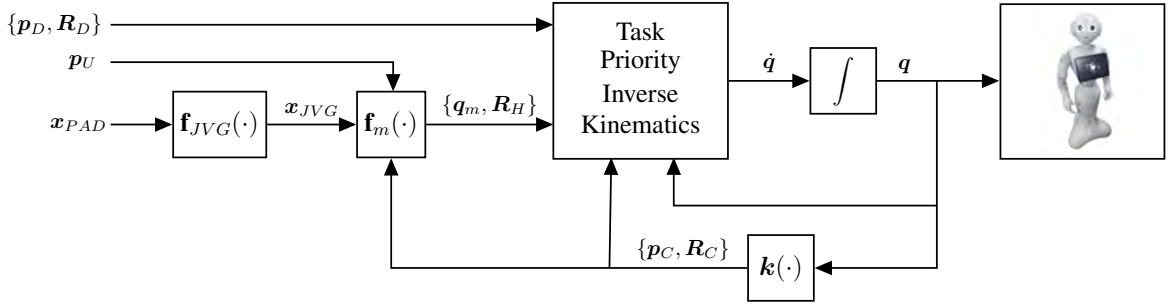 {p_D, R_D}
p_U
x_PAD
f_JVG(·)
x_JVG
f_m(·)
{q_m, R_H}
Task
Priority
Inverse
Kinematics
q̇
∫
q
{p_C, R_C}
k(·)